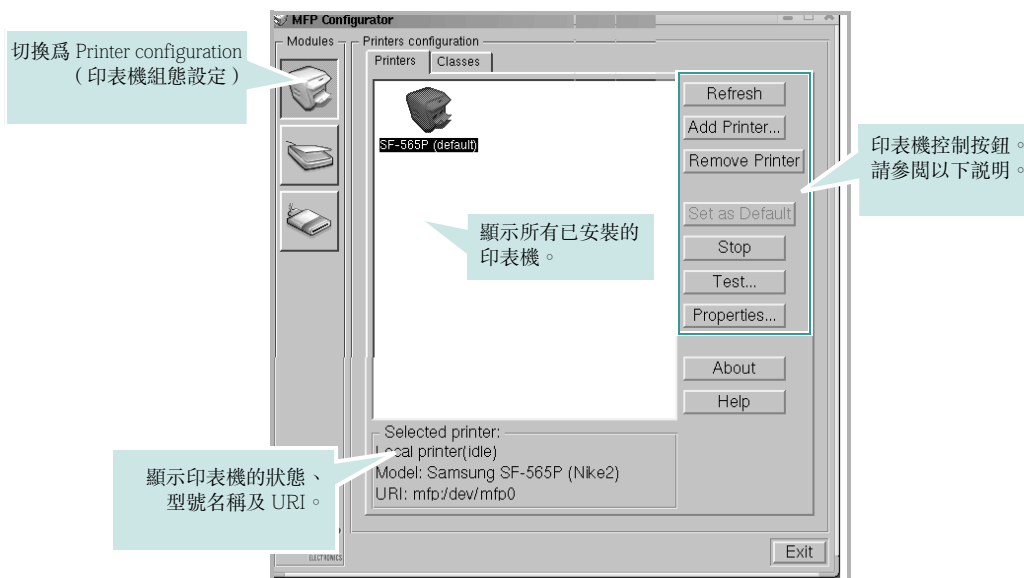 MFP Configurator
切換爲 Printer configuration
（印表機組態設定）
Modules
Printers configuration
Printers
Classes
SF-565P (default)
Refresh
Add Printer...
Remove Printer
Set as Default
Stop
Test...
Properties...
About
Help
印表機控制按鈕。
請參閱以下説明。
顯示所有已安裝的
印表機。
Selected printer:
Local printer(idle)
Model: Samsung SF-565P (Nike2)
URI: mfp:/dev/mfp0
顯示印表機的狀態、
型號名稱及 URI。
ELECTRONICS
Exit